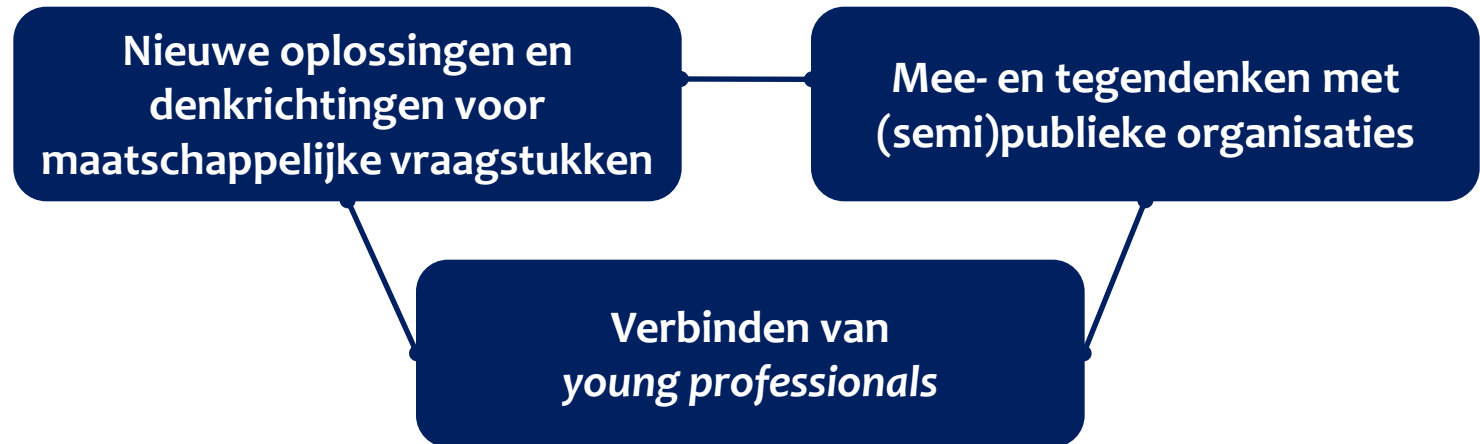 Nieuwe oplossingen en
denkrichtingen voor
maatschappelijke vraagstukken
Mee- en tegendenken met
(semi)publieke organisaties
Verbinden van
young professionals